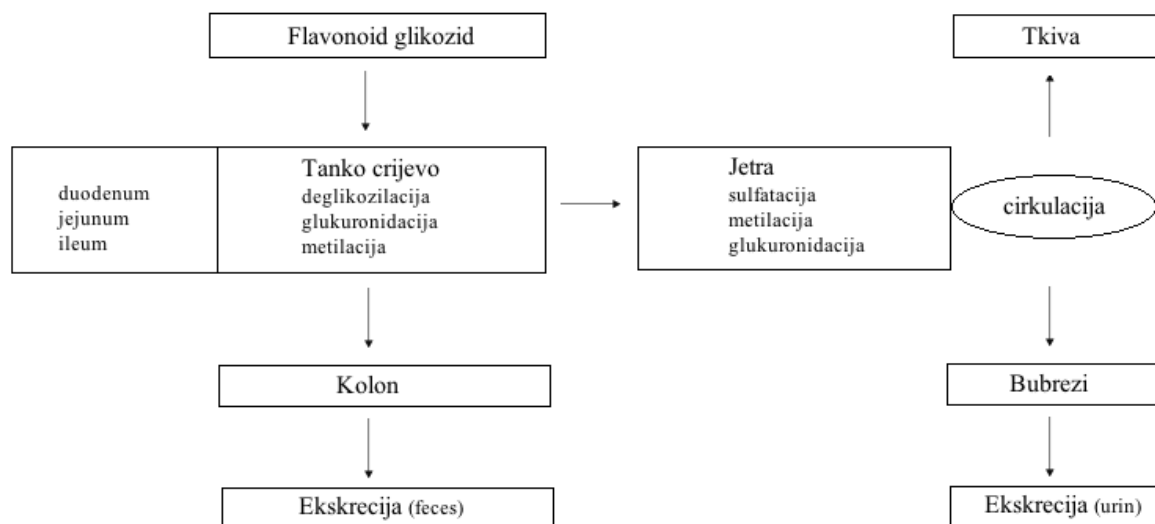 Flavonoid glikozid
Tkiva
duodenum
jejunum
ileum
Tanko crijevo
deglikozilacija
glukuronidacija
metilacija
Jetra
sulfatacija
metilacija
glukuronidacija
cirkulacija
Kolon
Bubrezi
Ekskrecija (feces)
Ekskrecija (urin)